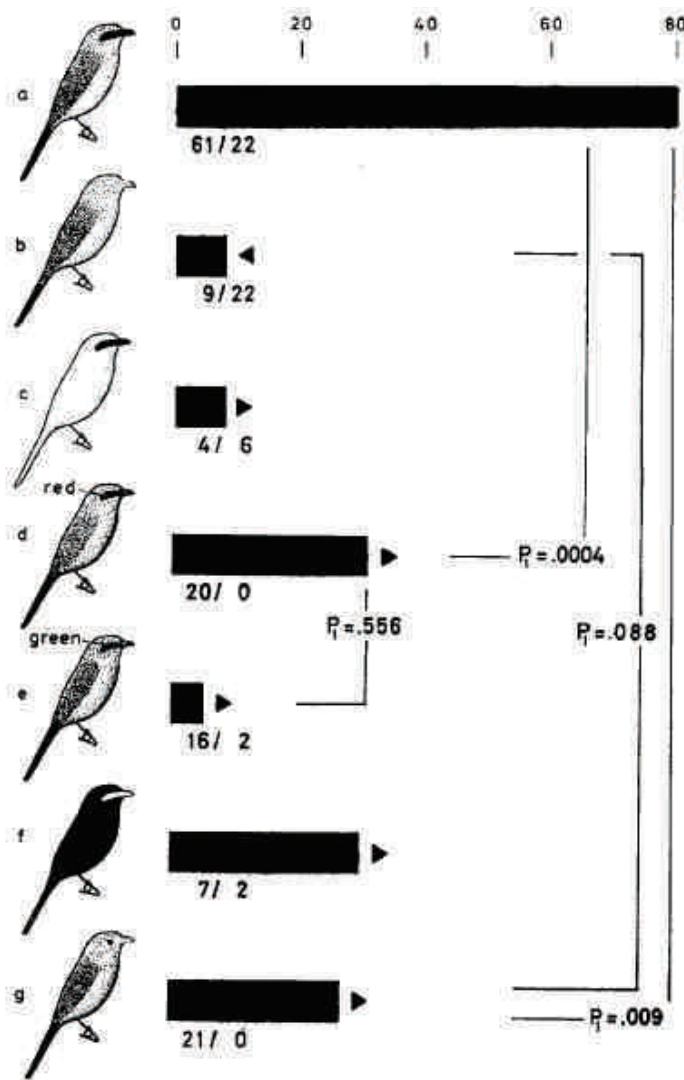 0 20 40 60 80
a
61/22
b
9/22
c
4/ 6
red
d
P₁=.0004
20/ 0
green
P₁=.556
P₁=.088
e
16/ 2
f
7/ 2
g
P₁=.009
21/ 0